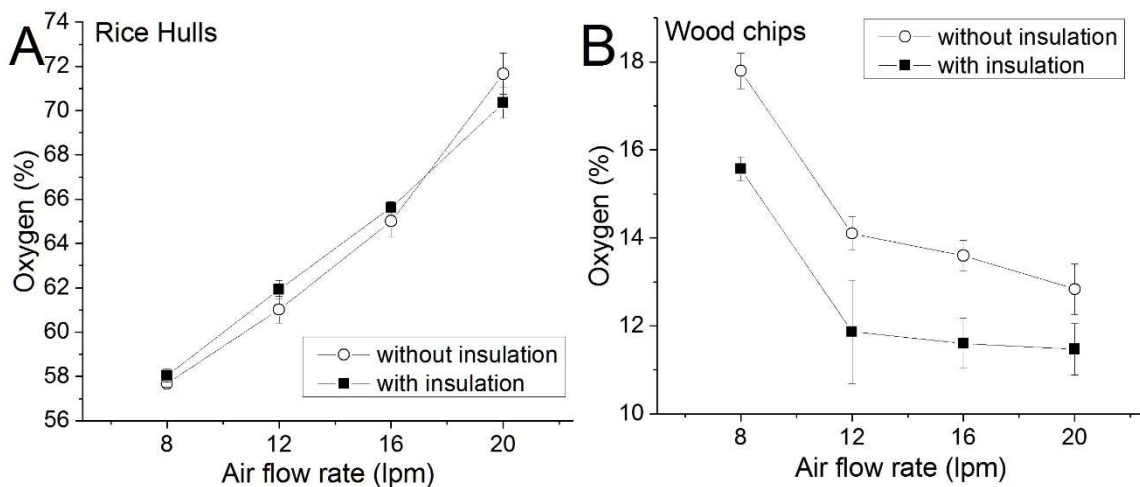 A
Rice Hulls
74
72
70
68
66
64
62
60
58
56
Oxygen (%)
without insulation
with insulation
8 12 16 20
Air flow rate (lpm)
B
Wood chips
without insulation
with insulation
18
16
14
12
10
Oxygen (%)
8 12 16 20
Air flow rate (lpm)